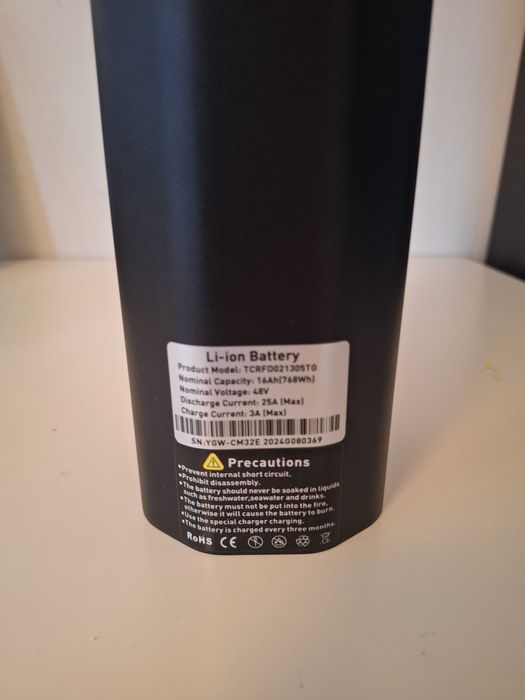 Li-ion Battery
Product Model: TCRFD021305TG
Nominal Capacity: 16Ah(768Wh)
Nominal Voltage: 48V
Discharge Current: 25A (Max)
Charge Current: 3A (Max)
SN:YGW-CM32E 2024G080369
Precautions
•Prevent internal short circuit.
•Prohibit disassembly.
•The battery should never be soaked in liquids
such as freshwater,seawater and drinks.
•The battery must not be put into the fire,
otherwise it will cause the battery to burn.
•Use the special charger charging.
•The battery is charged every three months.
RoHS CE